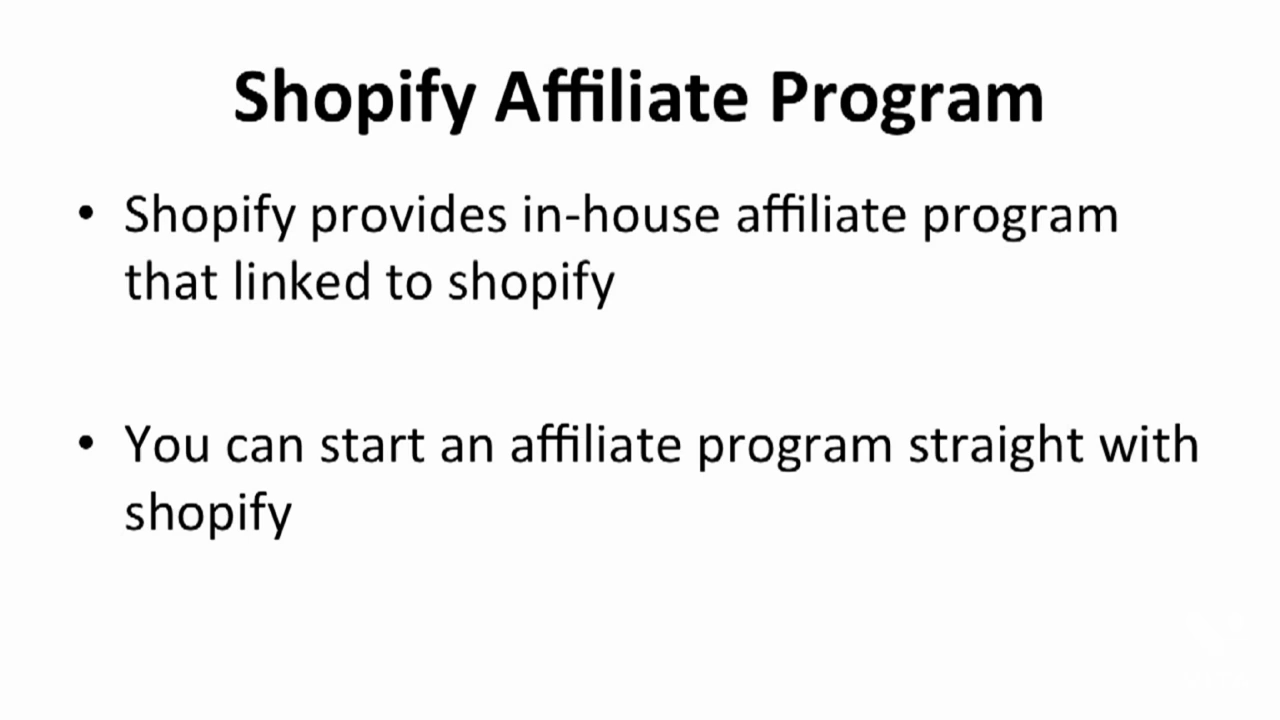 Shopify Affiliate Program
• Shopify provides in-house affiliate program
that linked to shopify
• You can start an affiliate program straight with
shopify